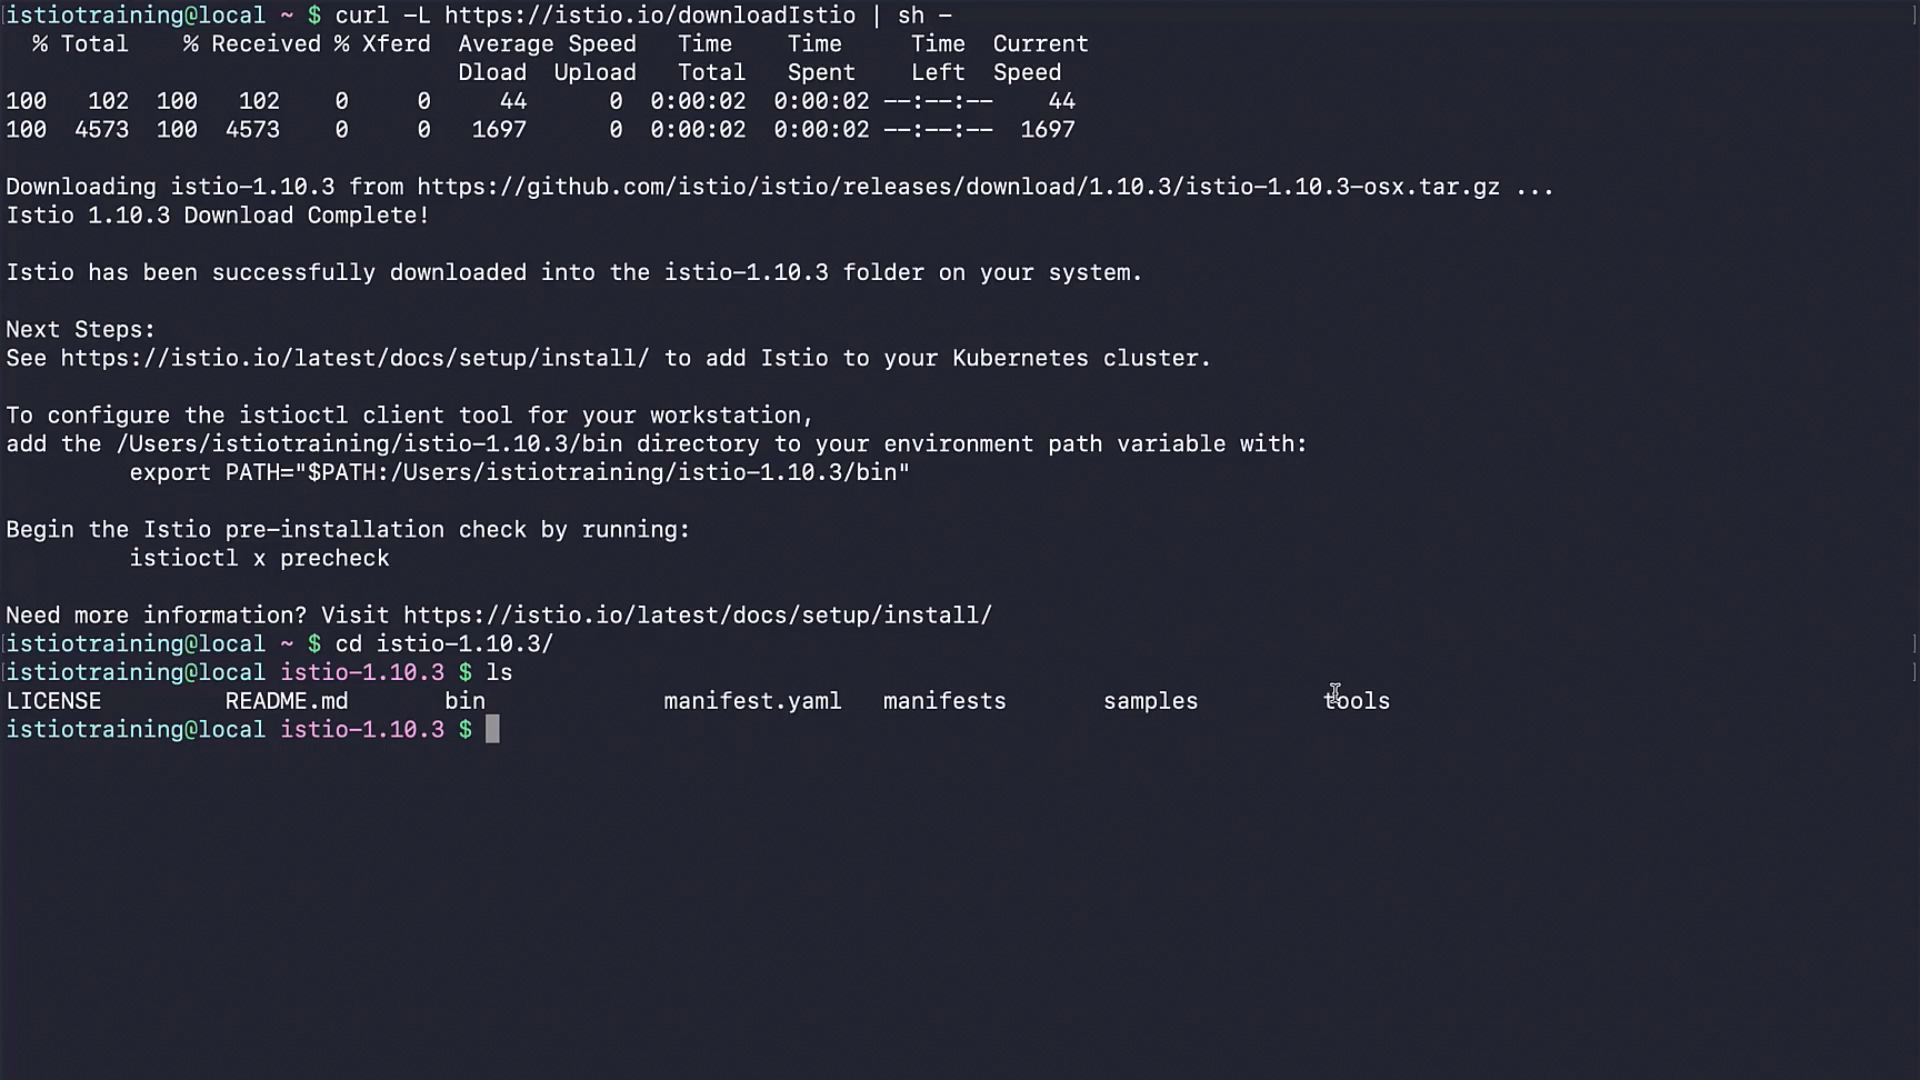 istiotraining@local ~ $ curl -L https://istio.io/downloadIstio | sh -
  % Total    % Received % Xferd  Average Speed   Time    Time     Time  Current
                                 Dload  Upload   Total   Spent    Left  Speed
100   102  100   102    0     0     44      0  0:00:02  0:00:02 --:--:--    44
100  4573  100  4573    0     0   1697      0  0:00:02  0:00:02 --:--:--  1697
Downloading istio-1.10.3 from https://github.com/istio/istio/releases/download/1.10.3/istio-1.10.3-osx.tar.gz ...
Istio 1.10.3 Download Complete!
Istio has been successfully downloaded into the istio-1.10.3 folder on your system.
Next Steps:
See https://istio.io/latest/docs/setup/install/ to add Istio to your Kubernetes cluster.
To configure the istioctl client tool for your workstation,
add the /Users/istiotraining/istio-1.10.3/bin directory to your environment path variable with:
         export PATH="$PATH:/Users/istiotraining/istio-1.10.3/bin"
Begin the Istio pre-installation check by running:
         istioctl x precheck
Need more information? Visit https://istio.io/latest/docs/setup/install/
istiotraining@local ~ $ cd istio-1.10.3/
istiotraining@local istio-1.10.3 $ ls
LICENSE         README.md       bin             manifest.yaml   manifests       samples         tools
istiotraining@local istio-1.10.3 $